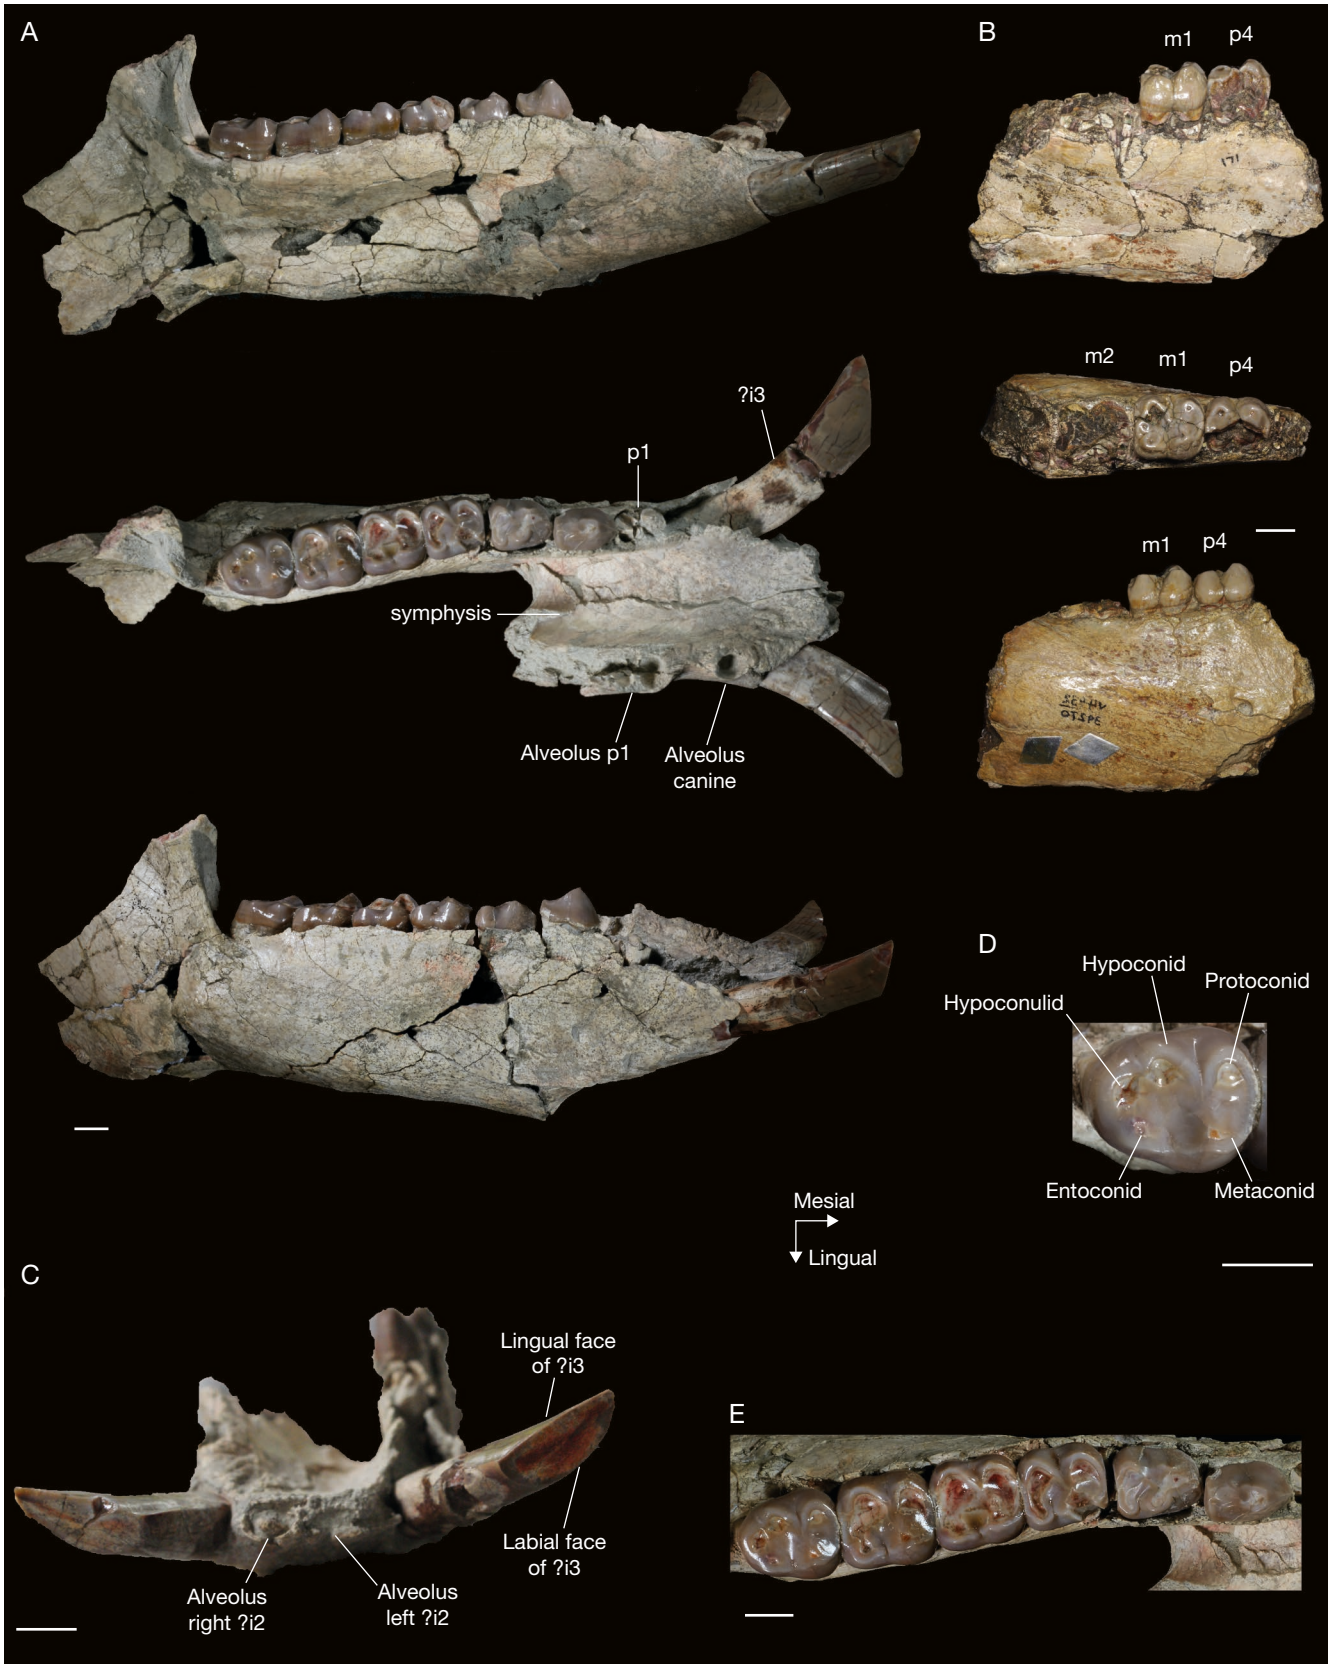 A
B
m1 p4
171
m2 m1 p4
?i3
p1
m1 p4
symphysis
Alveolus p1
Alveolus
canine
D
Hypoconid
Protoconid
Hypoconulid
Entoconid
Metaconid
Mesial
Lingual
C
Lingual face
of ?i3
E
Labial face
of ?i3
Alveolus
right ?i2
Alveolus
left ?i2